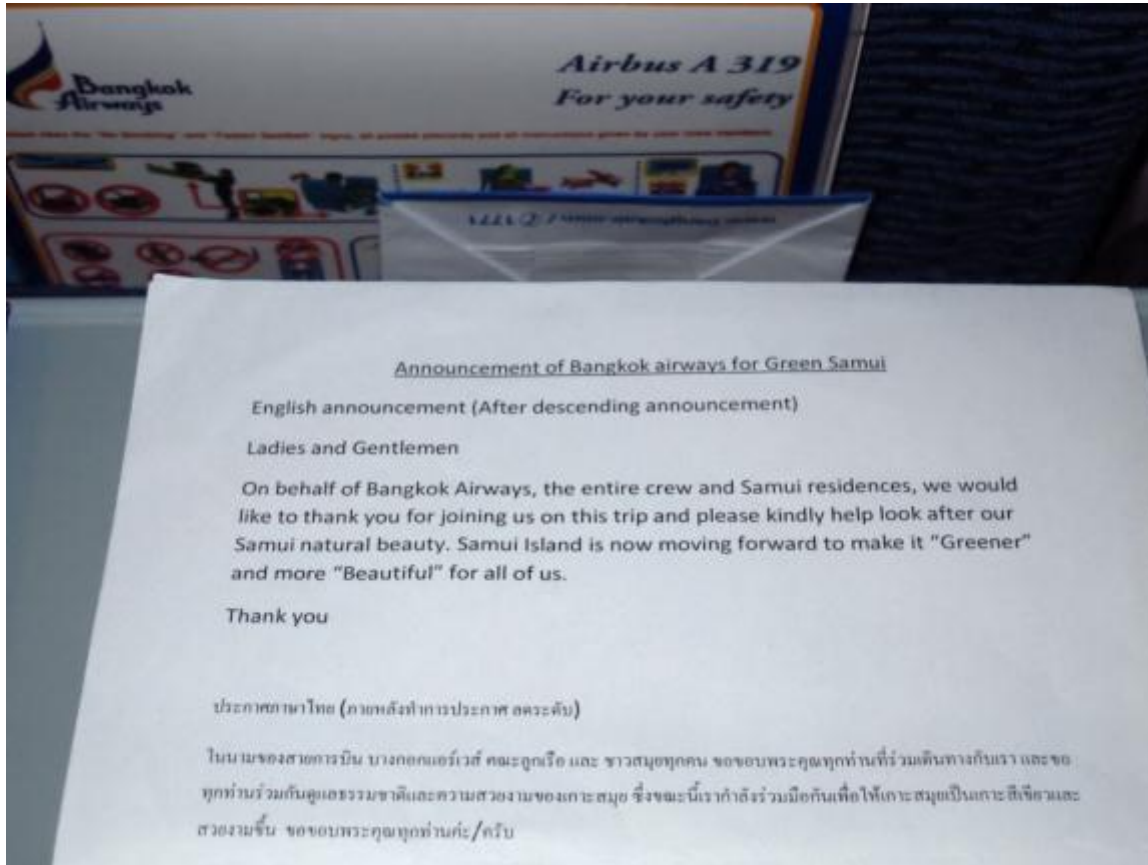 Bangkok
Airways
Airbus A 319
For your safety
Announcement of Bangkok airways for Green Samui
English announcement (After descending announcement)
Ladies and Gentlemen
On behalf of Bangkok Airways, the entire crew and Samui residences, we would
like to thank you for joining us on this trip and please kindly help look after our
Samui natural beauty. Samui Island is now moving forward to make it “Greener”
and more “Beautiful” for all of us.
Thank you
ประกาศภาษาไทย (ภายหลังทำการประกาศ ลดระดับ)
ในนามของสายการบิน บางกอกแอร์เวส์ คณะลูกเรือ และ ชาวสมุยทุกคน ขอขอบพระคุณทุกท่านที่ร่วมเดินทางกับเรา และขอ
ทุกท่านร่วมกันดูแลธรรมชาติและความสวยงามของเกาะสมุย ซึ่งขณะนี้เรากำลังร่วมมือกันเพื่อให้เกาะสมุยเป็นเกาะสีเขียวและ
สวยงามขึ้น ขอขอบพระคุณทุกท่านค่ะ/ครับ